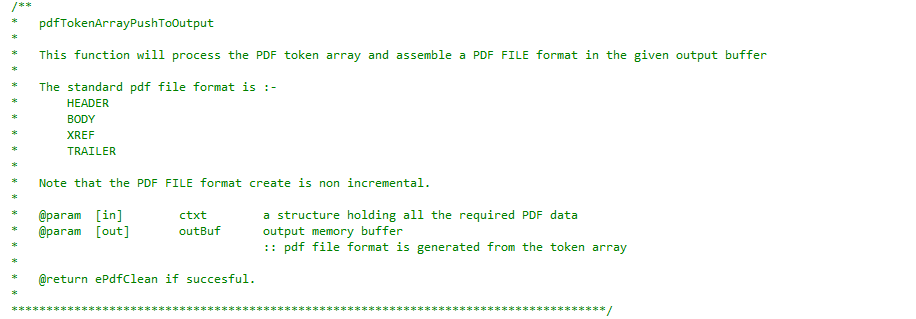 /**
*   pdfTokenArrayPushToOutput
*
*   This function will process the PDF token array and assemble a PDF FILE format in the given output buffer
*
*   The standard pdf file format is :-
*       HEADER
*       BODY
*       XREF
*       TRAILER
*
*   Note that the PDF FILE format create is non incremental.
*
*   @param  [in]        ctxt        a structure holding all the required PDF data
*   @param  [out]       outBuf      output memory buffer
*                                   :: pdf file format is generated from the token array
*
*   @return ePdfClean if succesful.
*
*************************************************************************************/